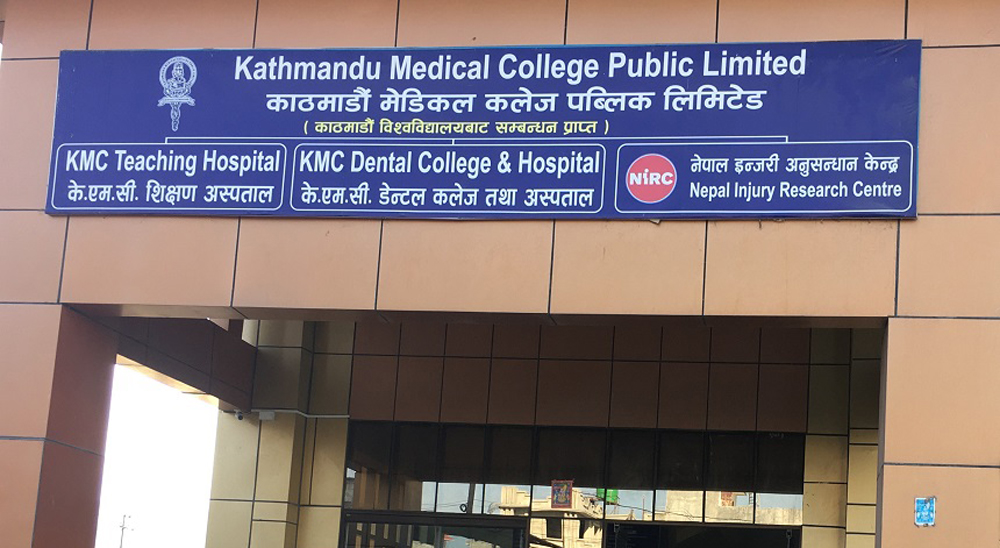 Kathmandu Medical College Public Limited
काठमाडौं मेडिकल कलेज पब्लिक लिमिटेड
( काठमाडौं विश्वविद्यालयबाट सम्बन्धन प्राप्त )
KMC Teaching Hospital
के.एम.सी. शिक्षण अस्पताल
KMC Dental College & Hospital
के.एम.सी. डेन्टल कलेज तथा अस्पताल
NiRC
नेपाल इन्जरी अनुसन्धान केन्द्र
Nepal Injury Research Centre